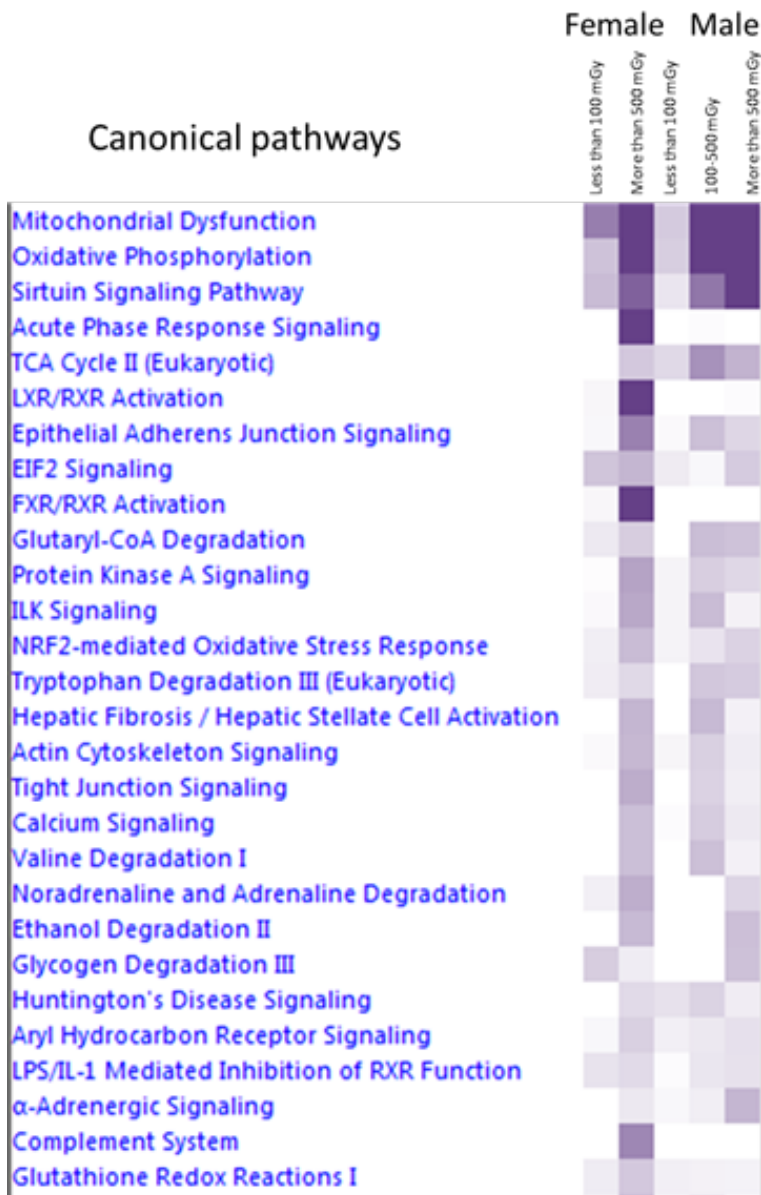 Female Male
Less than 100 mGy
More than 500 mGy
Less than 100 mGy
100-500 mGy
More than 500 mGy
Canonical pathways
Mitochondrial Dysfunction
Oxidative Phosphorylation
Sirtuin Signaling Pathway
Acute Phase Response Signaling
TCA Cycle II (Eukaryotic)
LXR/RXR Activation
Epithelial Adherens Junction Signaling
EIF2 Signaling
FXR/RXR Activation
Glutaryl-CoA Degradation
Protein Kinase A Signaling
ILK Signaling
NRF2-mediated Oxidative Stress Response
Tryptophan Degradation III (Eukaryotic)
Hepatic Fibrosis / Hepatic Stellate Cell Activation
Actin Cytoskeleton Signaling
Tight Junction Signaling
Calcium Signaling
Valine Degradation I
Noradrenaline and Adrenaline Degradation
Ethanol Degradation II
Glycogen Degradation III
Huntington's Disease Signaling
Aryl Hydrocarbon Receptor Signaling
LPS/IL-1 Mediated Inhibition of RXR Function
α-Adrenergic Signaling
Complement System
Glutathione Redox Reactions I